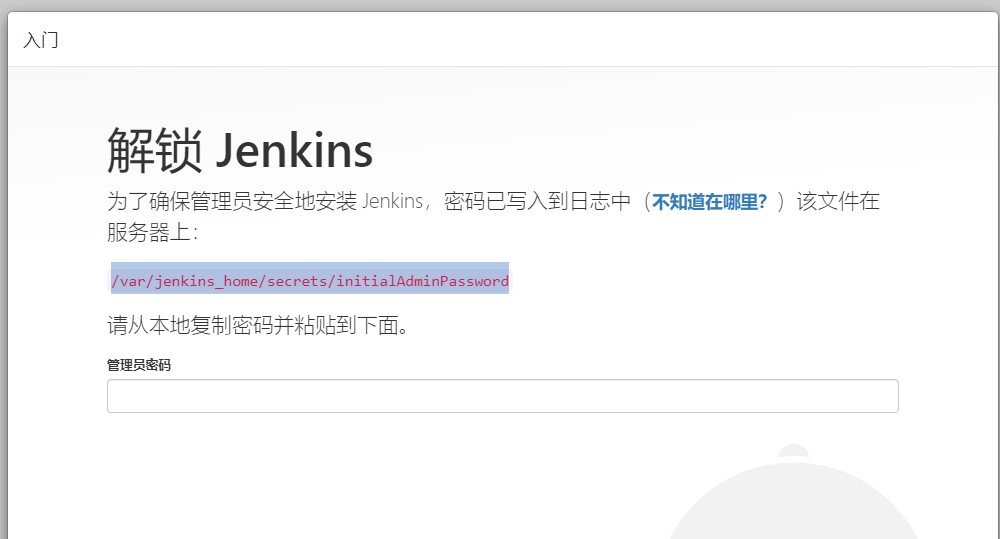 入门
解锁 Jenkins
为了确保管理员安全地安装 Jenkins，密码已写入到日志中（不知道在哪里？）该文件在
服务器上：
/var/jenkins_home/secrets/initialAdminPassword
请从本地复制密码并粘贴到下面。
管理员密码